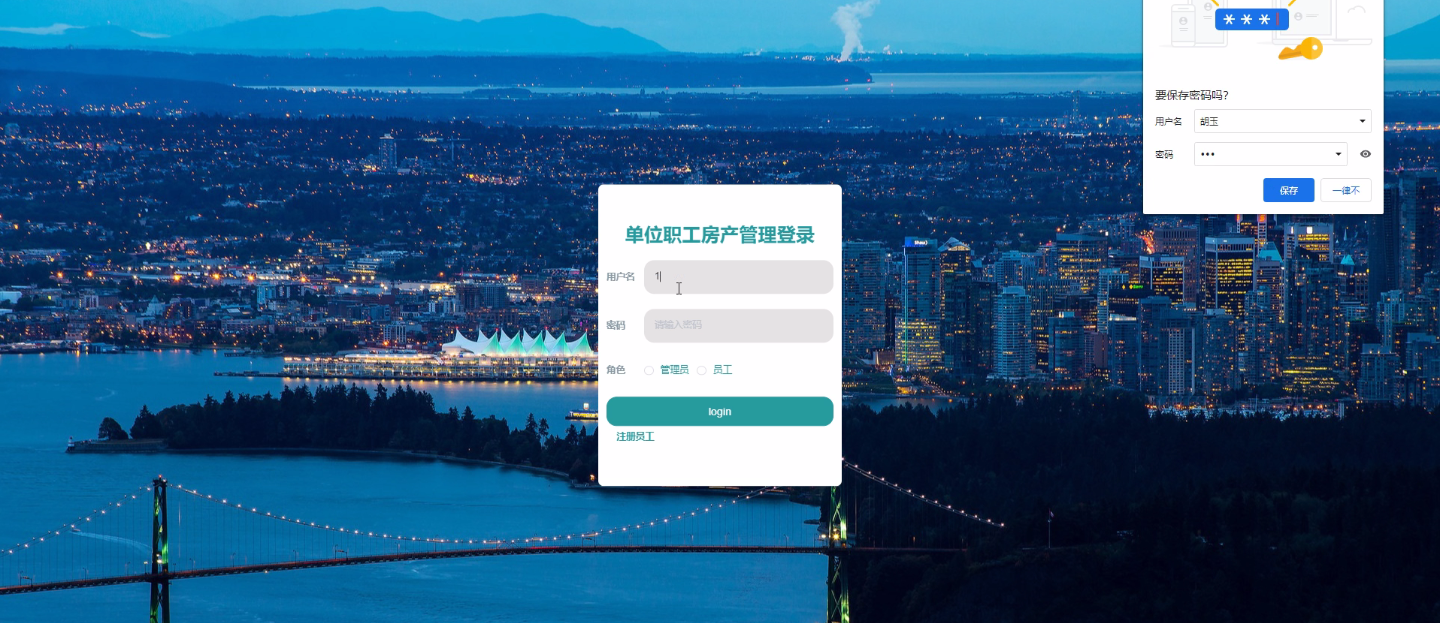 ***
要保存密码吗?
用户名 胡玉
密码 •••
保存 一律不
单位职工房产管理登录
用户名 1
密码 请输入密码
角色 管理员 员工
login
注册员工